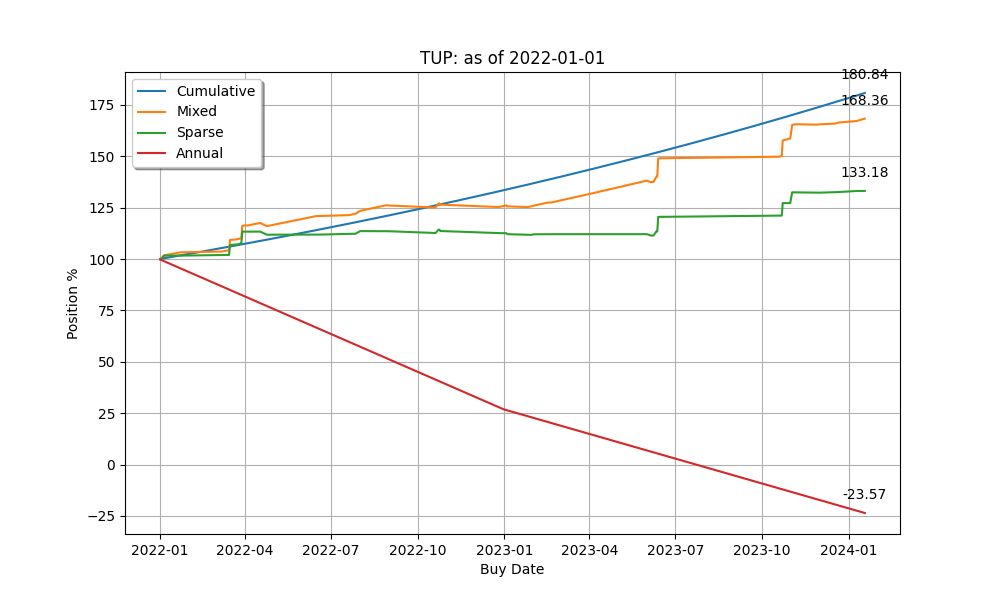 TUP: as of 2022-01-01
Cumulative
Mixed
Sparse
Annual
180.84
168.36
133.18
-23.57
175
150
125
100
75
50
25
0
−25
Position %
2022-01 2022-04 2022-07 2022-10 2023-01 2023-04 2023-07 2023-10 2024-01
Buy Date